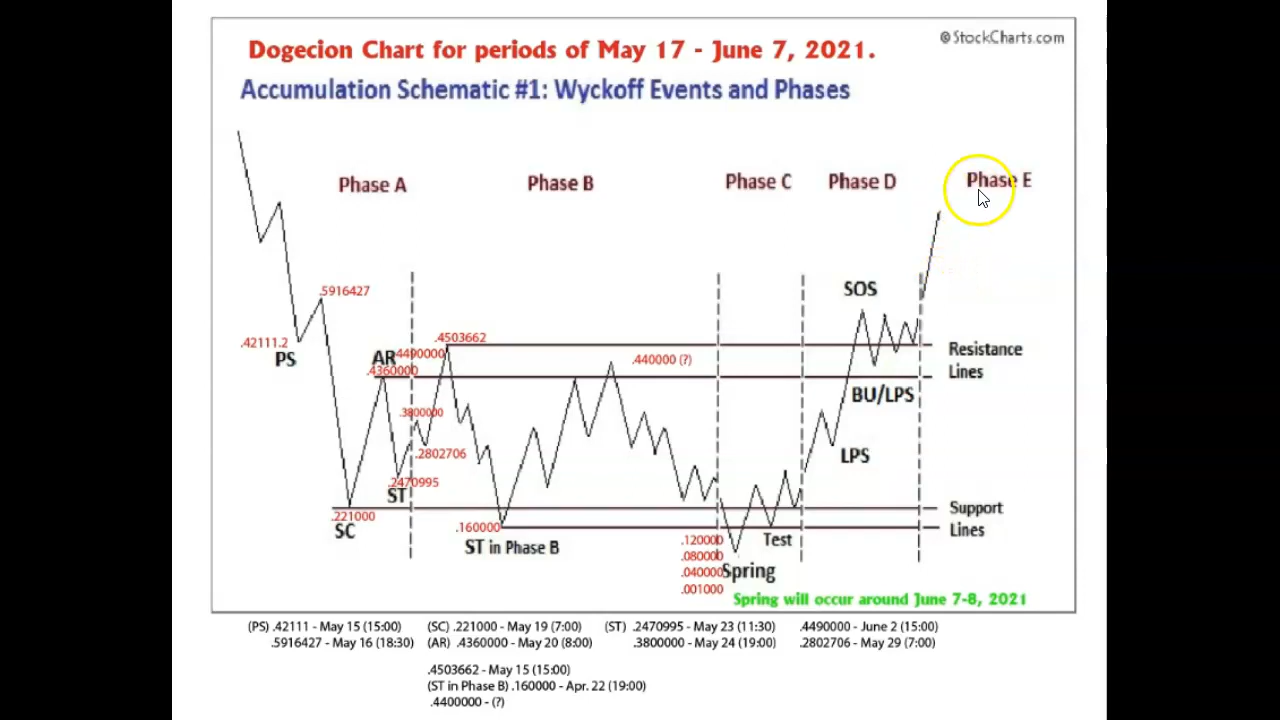 Dogecion Chart for periods of May 17 - June 7, 2021.
@StockCharts.com
Accumulation Schematic #1: Wyckoff Events and Phases
Phase A
Phase B
Phase C
Phase D
Phase E
.5916427
SOS
.42111.2
PS
AR
.4490000
.4503662
.440000 (?)
Resistance
Lines
.4360000
BU/LPS
.3800000
.2802706
LPS
.2470995
ST
.221000
SC
.160000
ST in Phase B
Support
Lines
.120000
.080000
.040000
.001000
Test
Spring
Spring will occur around June 7-8, 2021
(PS) .42111 - May 15 (15:00)
.5916427 - May 16 (18:30)
(SC) .221000 - May 19 (7:00)
(AR) .4360000 - May 20 (8:00)
(ST) .2470995 - May 23 (11:30)
.3800000 - May 24 (19:00)
.4490000 - June 2 (15:00)
.2802706 - May 29 (7:00)
.4503662 - May 15 (15:00)
(ST in Phase B) .160000 - Apr. 22 (19:00)
.4400000 - (?)